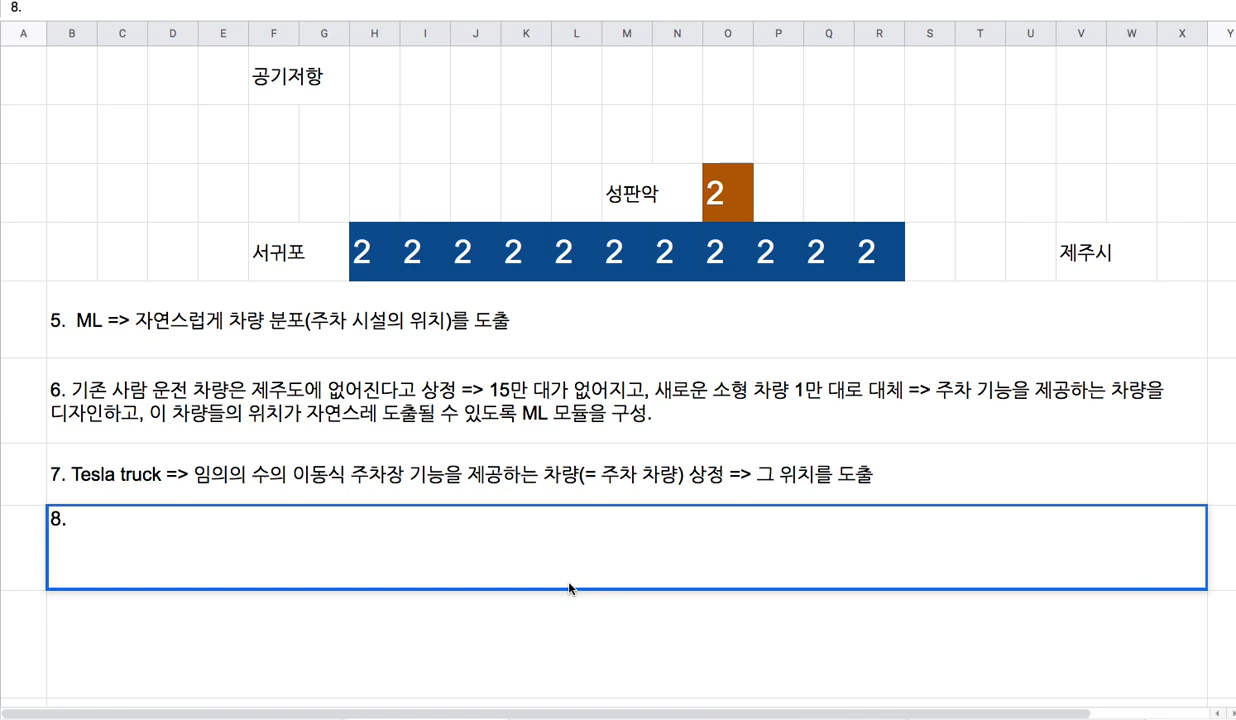 8.
A B C D E F G H I J K L M N O P Q R S T U V W X Y
공기저항
성판악 2
서귀포 2 2 2 2 2 2 2 2 2 2 2 제주시
5. ML => 자연스럽게 차량 분포(주차 시설의 위치)를 도출
6. 기존 사람 운전 차량은 제주도에 없어진다고 상정 => 15만 대가 없어지고, 새로운 소형 차량 1만 대로 대체 => 주차 기능을 제공하는 차량을
디자인하고, 이 차량들의 위치가 자연스레 도출될 수 있도록 ML 모듈을 구성.
7. Tesla truck => 임의의 수의 이동식 주차장 기능을 제공하는 차량(= 주차 차량) 상정 => 그 위치를 도출
8.